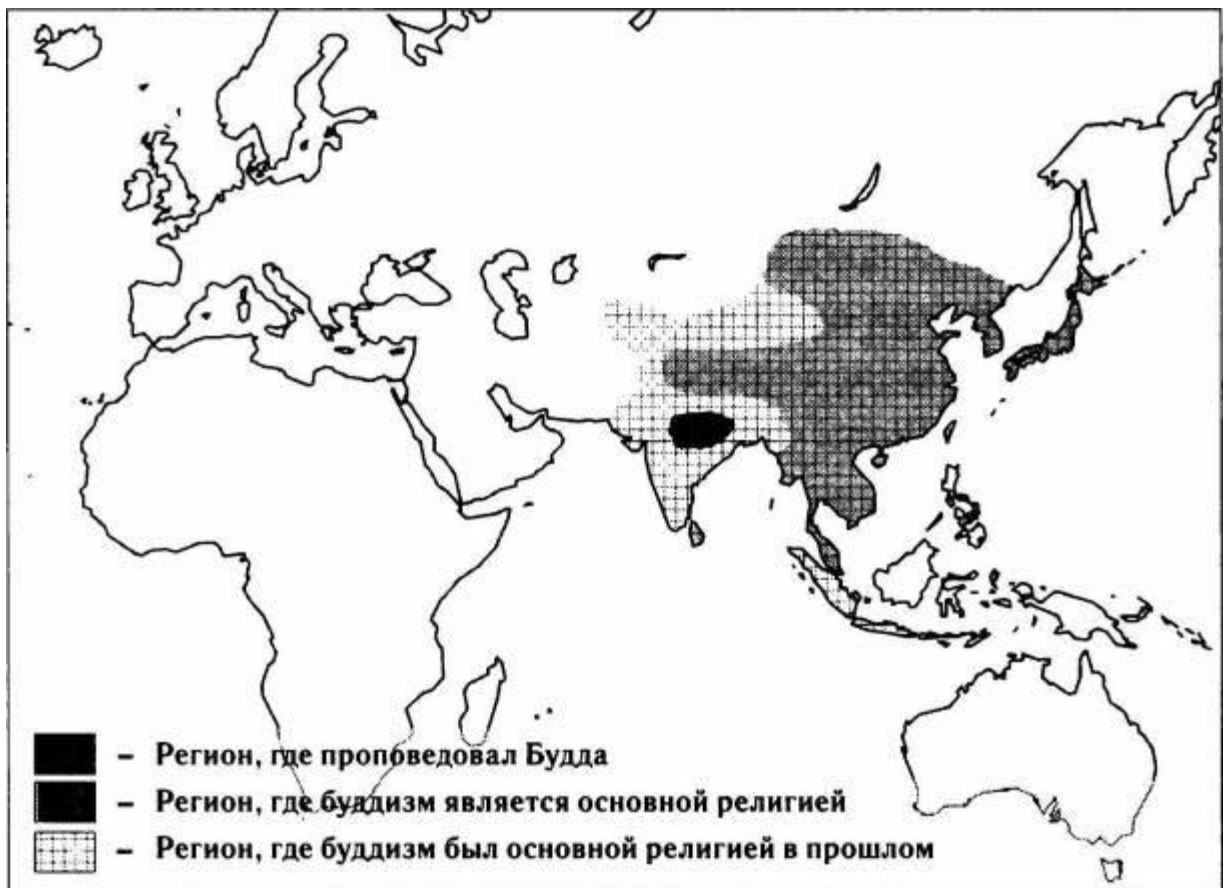 – Регион, где проповедовал Будда
– Регион, где буддизм является основной религией
– Регион, где буддизм был основной религией в прошлом